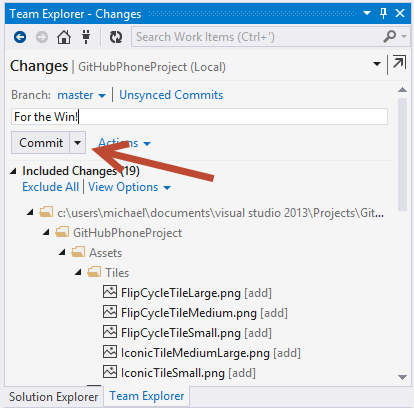 Team Explorer - Changes
Search Work Items (Ctrl+')
Changes | GitHubPhoneProject (Local)
Branch: master | Unsynced Commits
For the Win!
Commit Actions
Included Changes (19)
Exclude All | View Options
c:\users\michael\documents\visual studio 2013\Projects\Git...
GitHubPhoneProject
Assets
Tiles
FlipCycleTileLarge.png [add]
FlipCycleTileMedium.png [add]
FlipCycleTileSmall.png [add]
IconicTileMediumLarge.png [add]
IconicTileSmall.png [add]
Solution Explorer Team Explorer